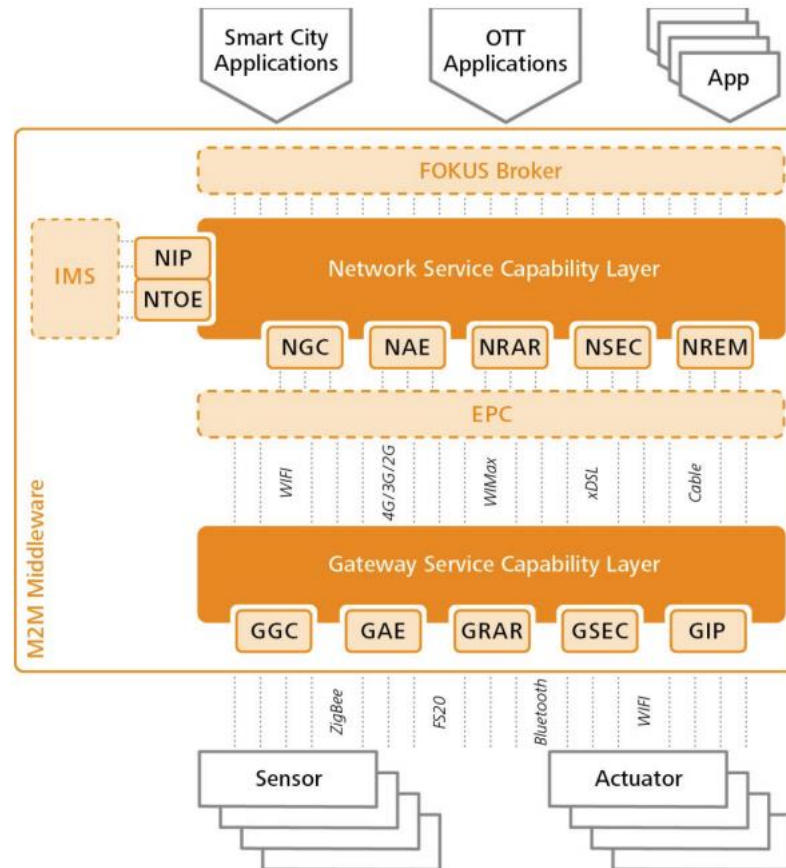 Smart City
Applications
OTT
Applications
App
FOKUS Broker
IMS
NIP
NTOE
Network Service Capability Layer
NGC
NAE
NRAR
NSEC
NREM
EPC
WIFI
4G/3G/2G
WIMax
xDSL
Cable
M2M Middleware
Gateway Service Capability Layer
GGC
GAE
GRAR
GSEC
GIP
ZigBee
FS20
Bluetooth
WIFI
Sensor
Actuator